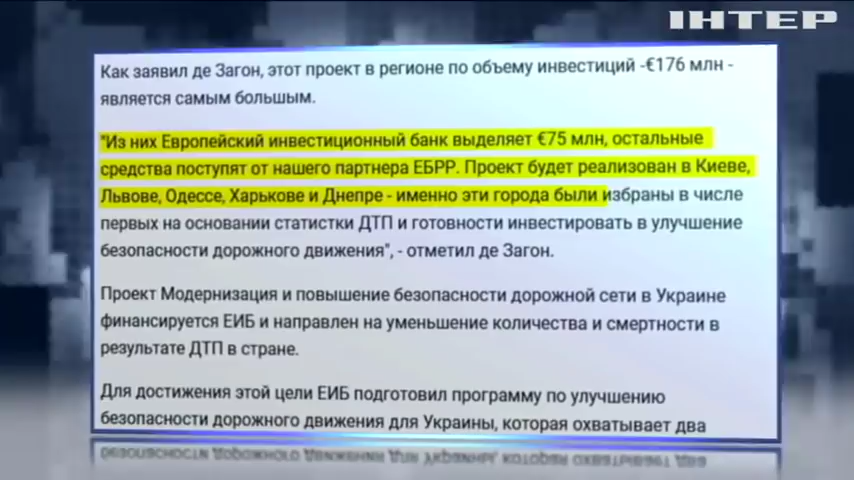 ІНТЕР
Как заявил де Загон, этот проект в регионе по объему инвестиций -€176 млн -
является самым большым.
"Из них Европейский инвестиционный банк выделяет €75 млн, остальные
средства поступят от нашего партнера ЕБРР. Проект будет реализован в Киеве,
Львове, Одессе, Харькове и Днепре - именно эти города были избраны в числе
первых на основании статистки ДТП и готовности инвестировать в улучшение
безопасности дорожного движения", - отметил де Загон.
Проект Модернизация и повышение безопасности дорожной сети в Украине
финансируется ЕИБ и направлен на уменьшение количества и смертности в
результате ДТП в стране.
Для достижения этой цели ЕИБ подготовил программу по улучшению
безопасности дорожного движения для Украины, которая охватывает два